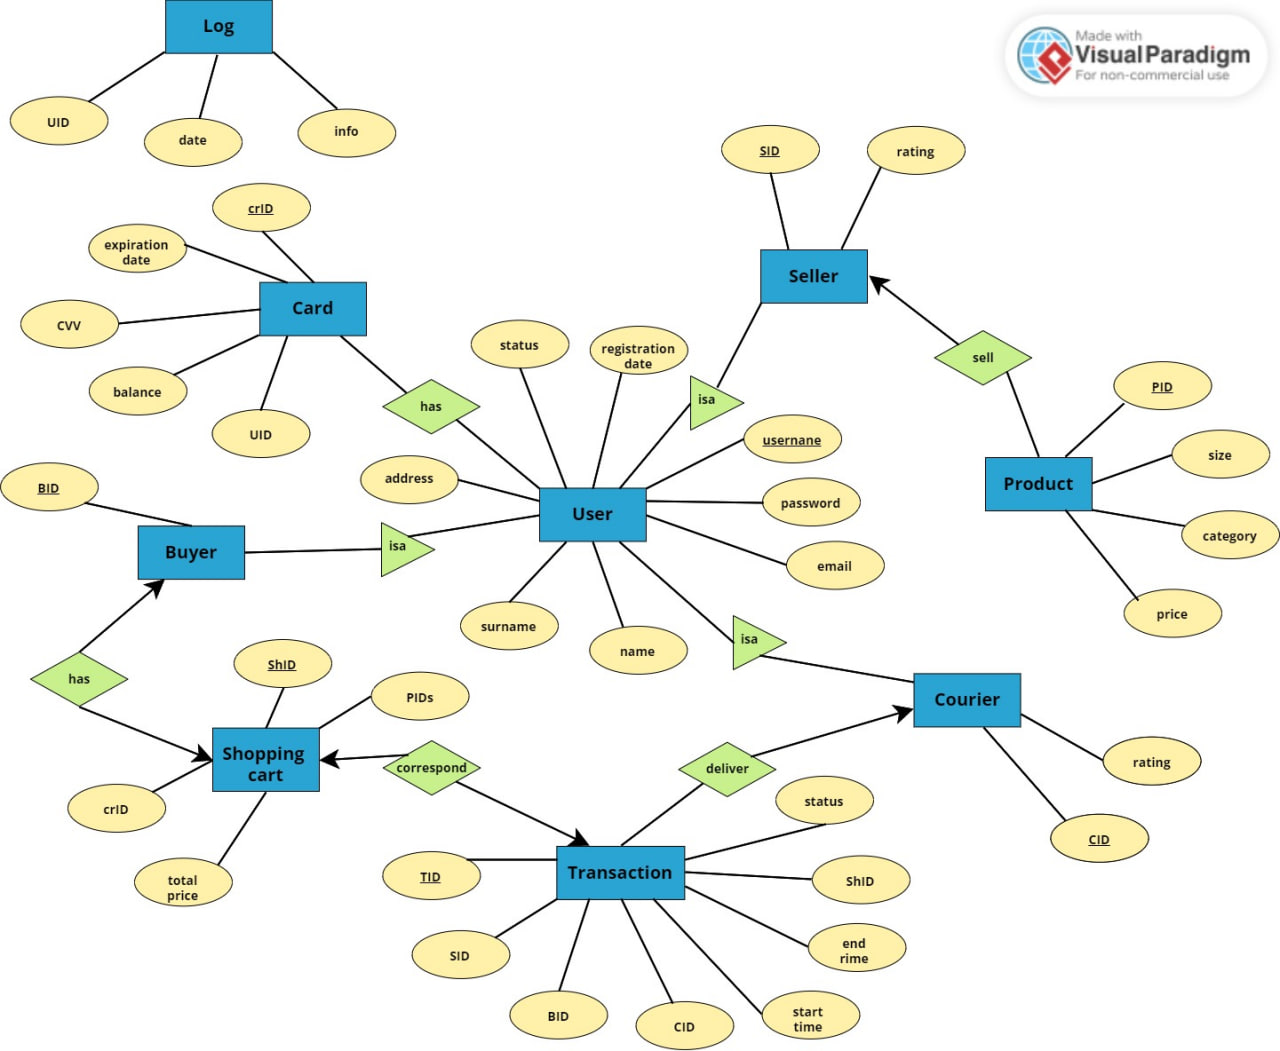 Log
Made with
Visual Paradigm
For non-commercial use
UID
date
info
SID
rating
crID
expiration
date
Seller
Card
CVV
status
registration
date
sell
balance
has
isa
PID
UID
usernane
size
address
BID
Product
password
User
category
Buyer
isa
email
price
surname
name
isa
ShID
has
PIDs
Courier
Shopping
cart
correspond
deliver
rating
crID
status
CID
total
price
TID
Transaction
ShID
SID
end
rime
BID
CID
start
time